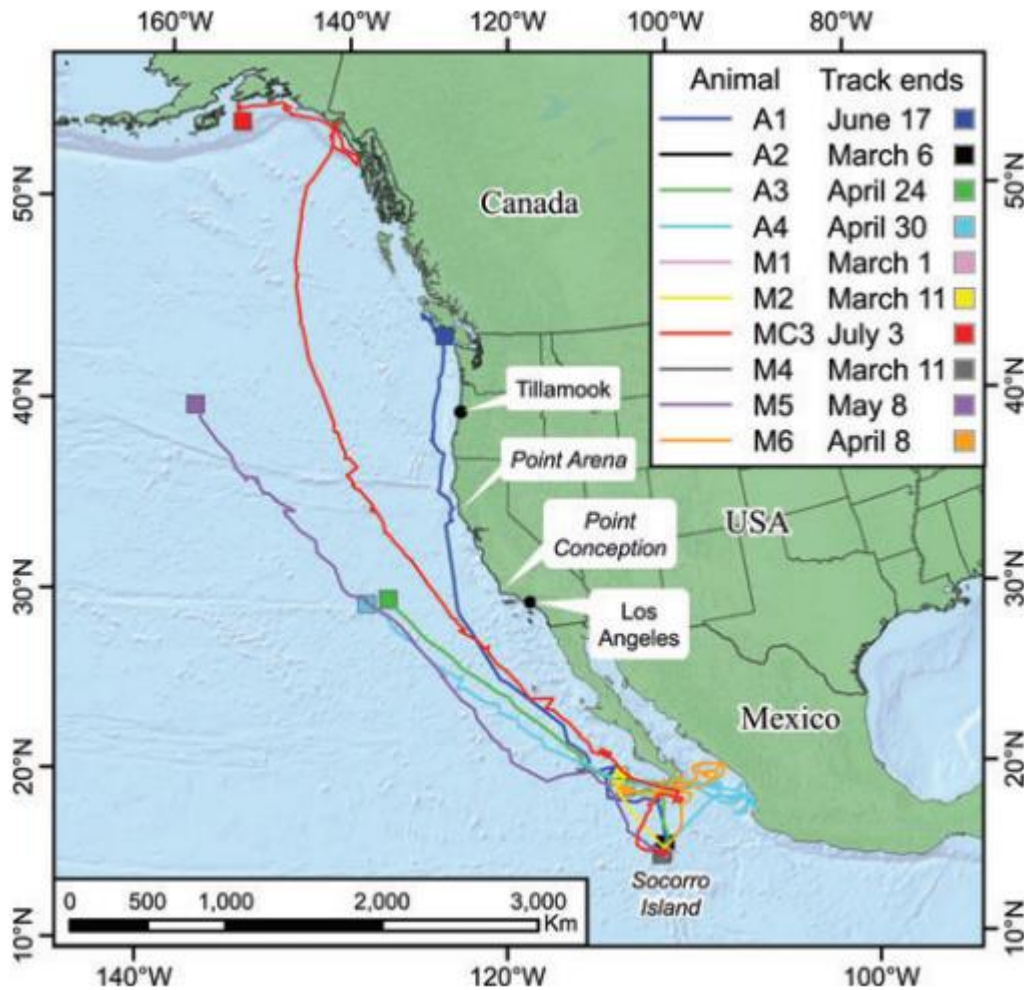 160°W 140°W 120°W 100°W 80°W
Animal Track ends
A1 June 17
A2 March 6
A3 April 24
A4 April 30
M1 March 1
M2 March 11
MC3 July 3
M4 March 11
M5 May 8
M6 April 8
50°N
50°N
Canada
40°N
40°N
Tillamook
Point Arena
Point
Conception
USA
30°N
30°N
Los
Angeles
Mexico
20°N
20°N
Socorro
Island
0 500 1,000 2,000 3,000
Km
10°N
10°N
140°W 120°W 100°W